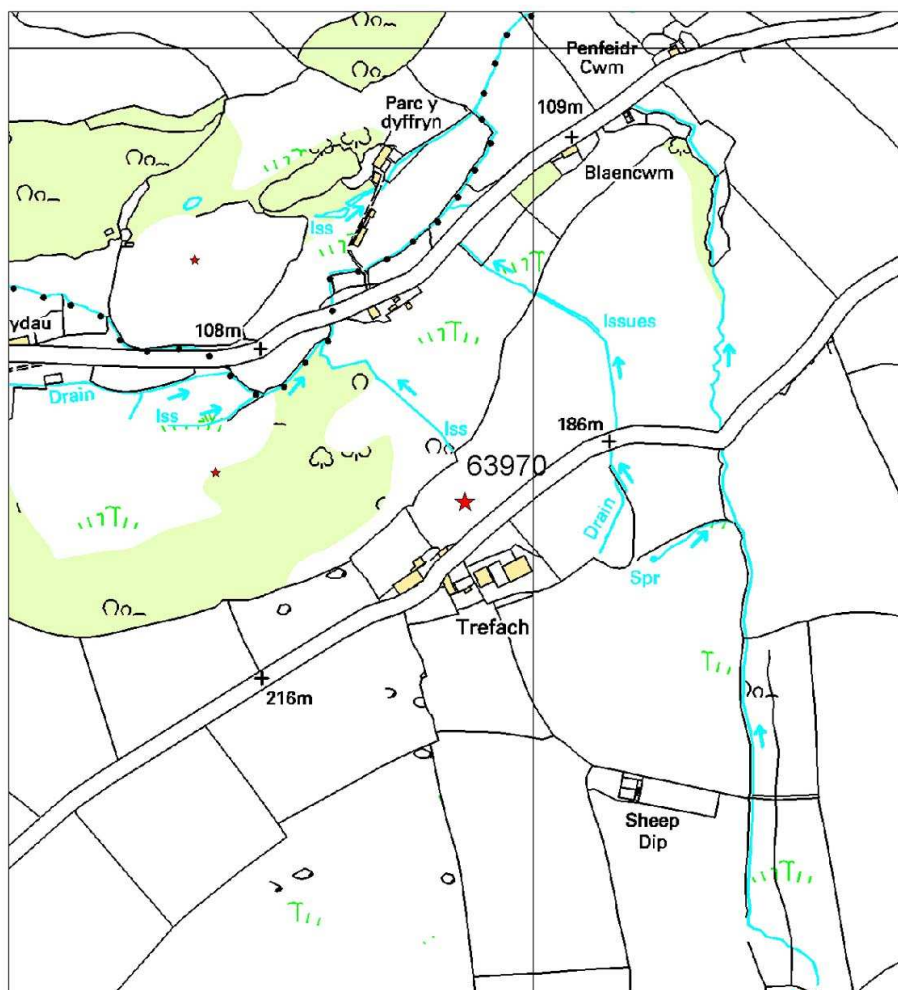 Penfeidr
Cwm
109m
Parc y
dyffryn
Blaencwm
Iss
108m
ydau
Issues
Drain
Iss
Iss
186m
63970
Drain
Spr
Trefach
216m
Sheep
Dip